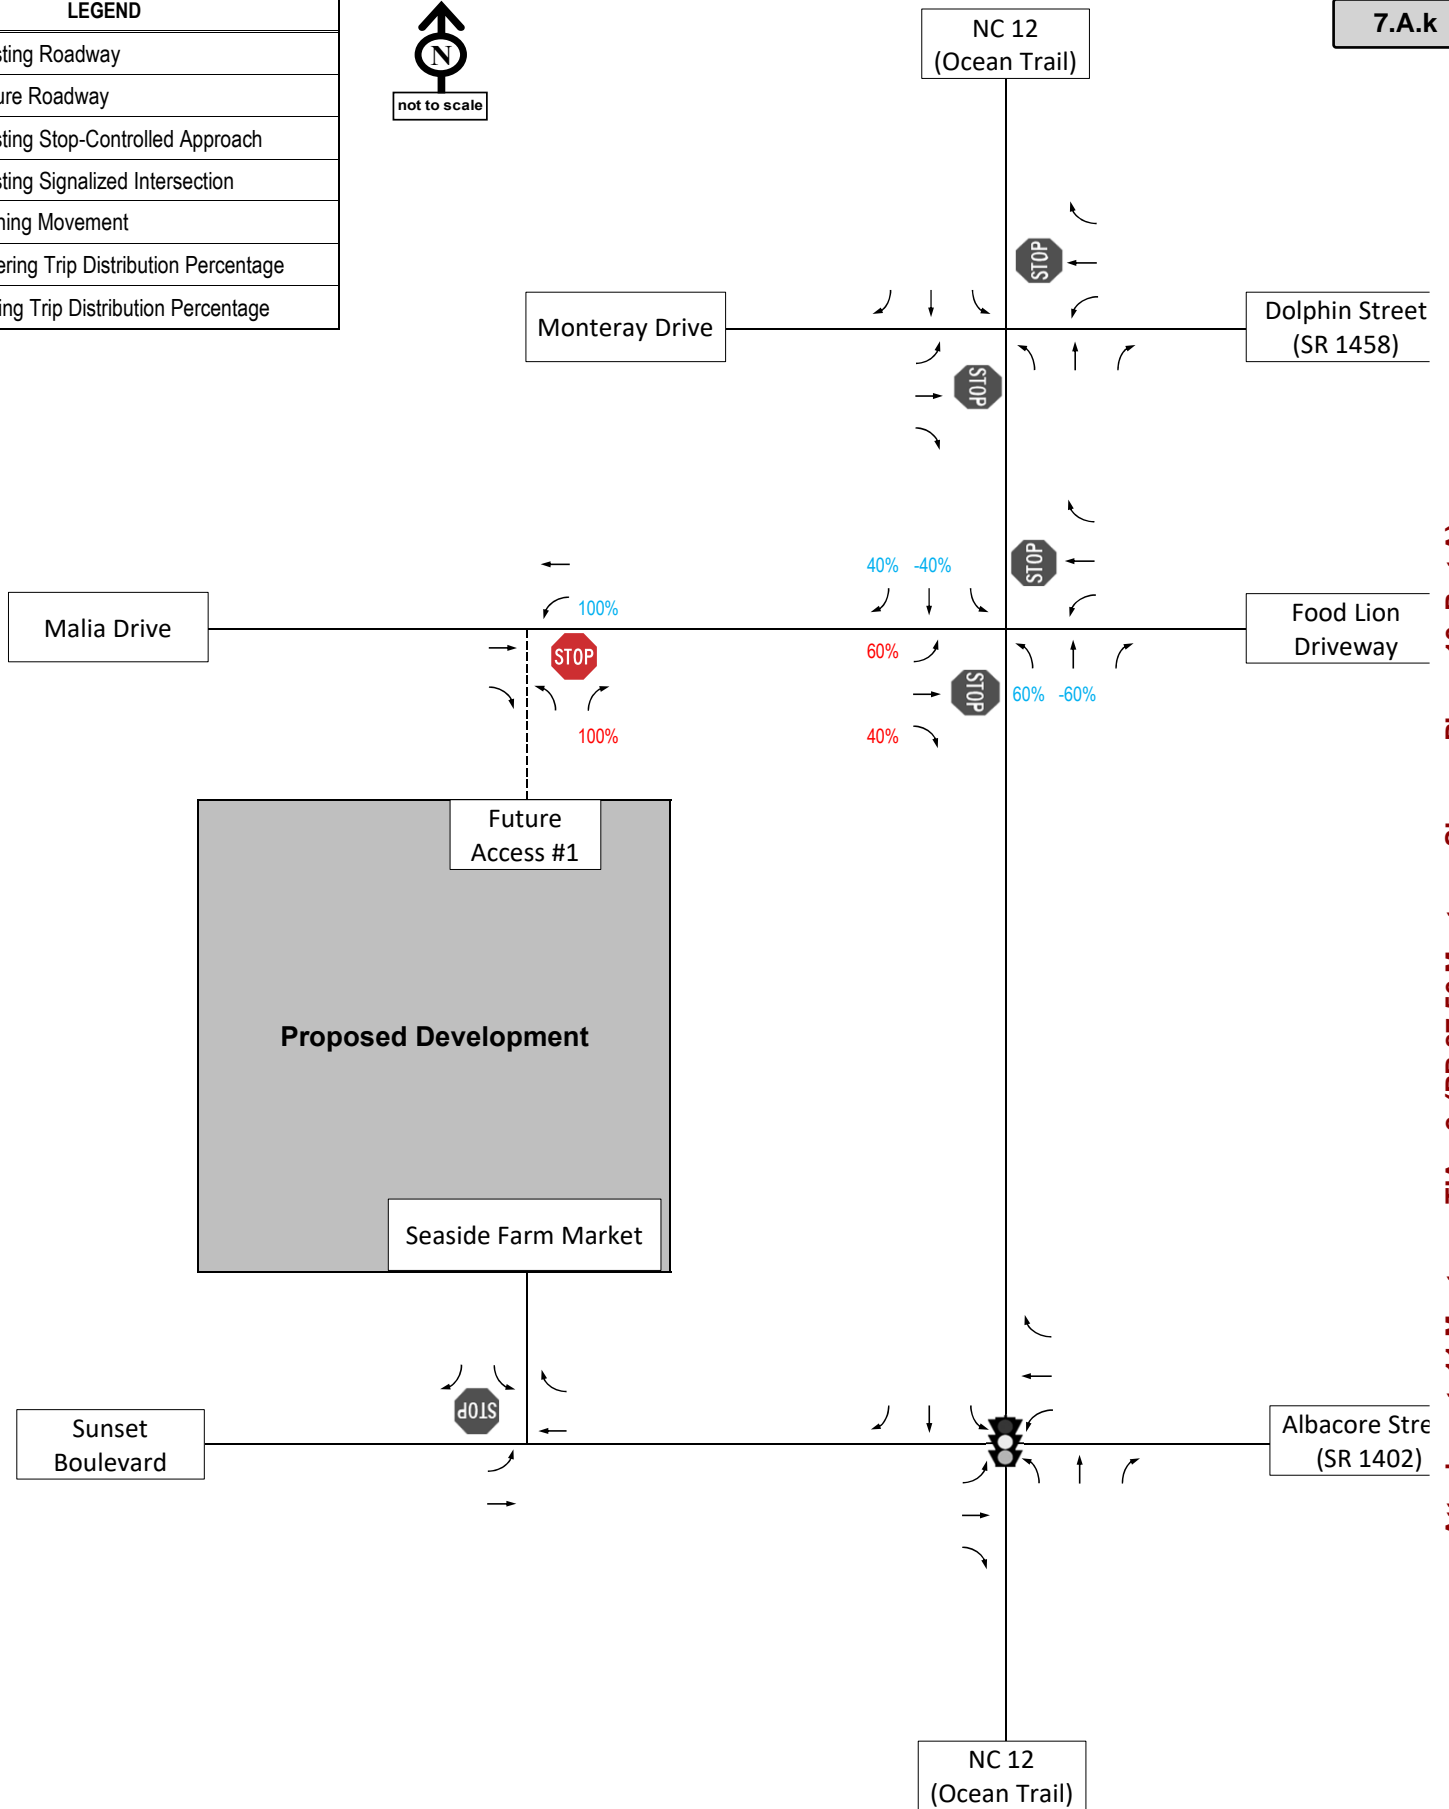 LEGEND
sting Roadway
ure Roadway
sting Stop-Controlled Approach
sting Signalized Intersection
ning Movement
ering Trip Distribution Percentage
ing Trip Distribution Percentage
N
not to scale
NC 12
(Ocean Trail)
7.A.k
STOP
Monteray Drive
Dolphin Street
(SR 1458)
STOP
40% -40%
STOP
100%
Malia Drive
Food Lion
Driveway
STOP
60%
STOP
60% -60%
100%
40%
Future
Access #1
Proposed Development
Seaside Farm Market
STOP
Sunset
Boulevard
Albacore Stre
(SR 1402)
NC 12
(Ocean Trail)